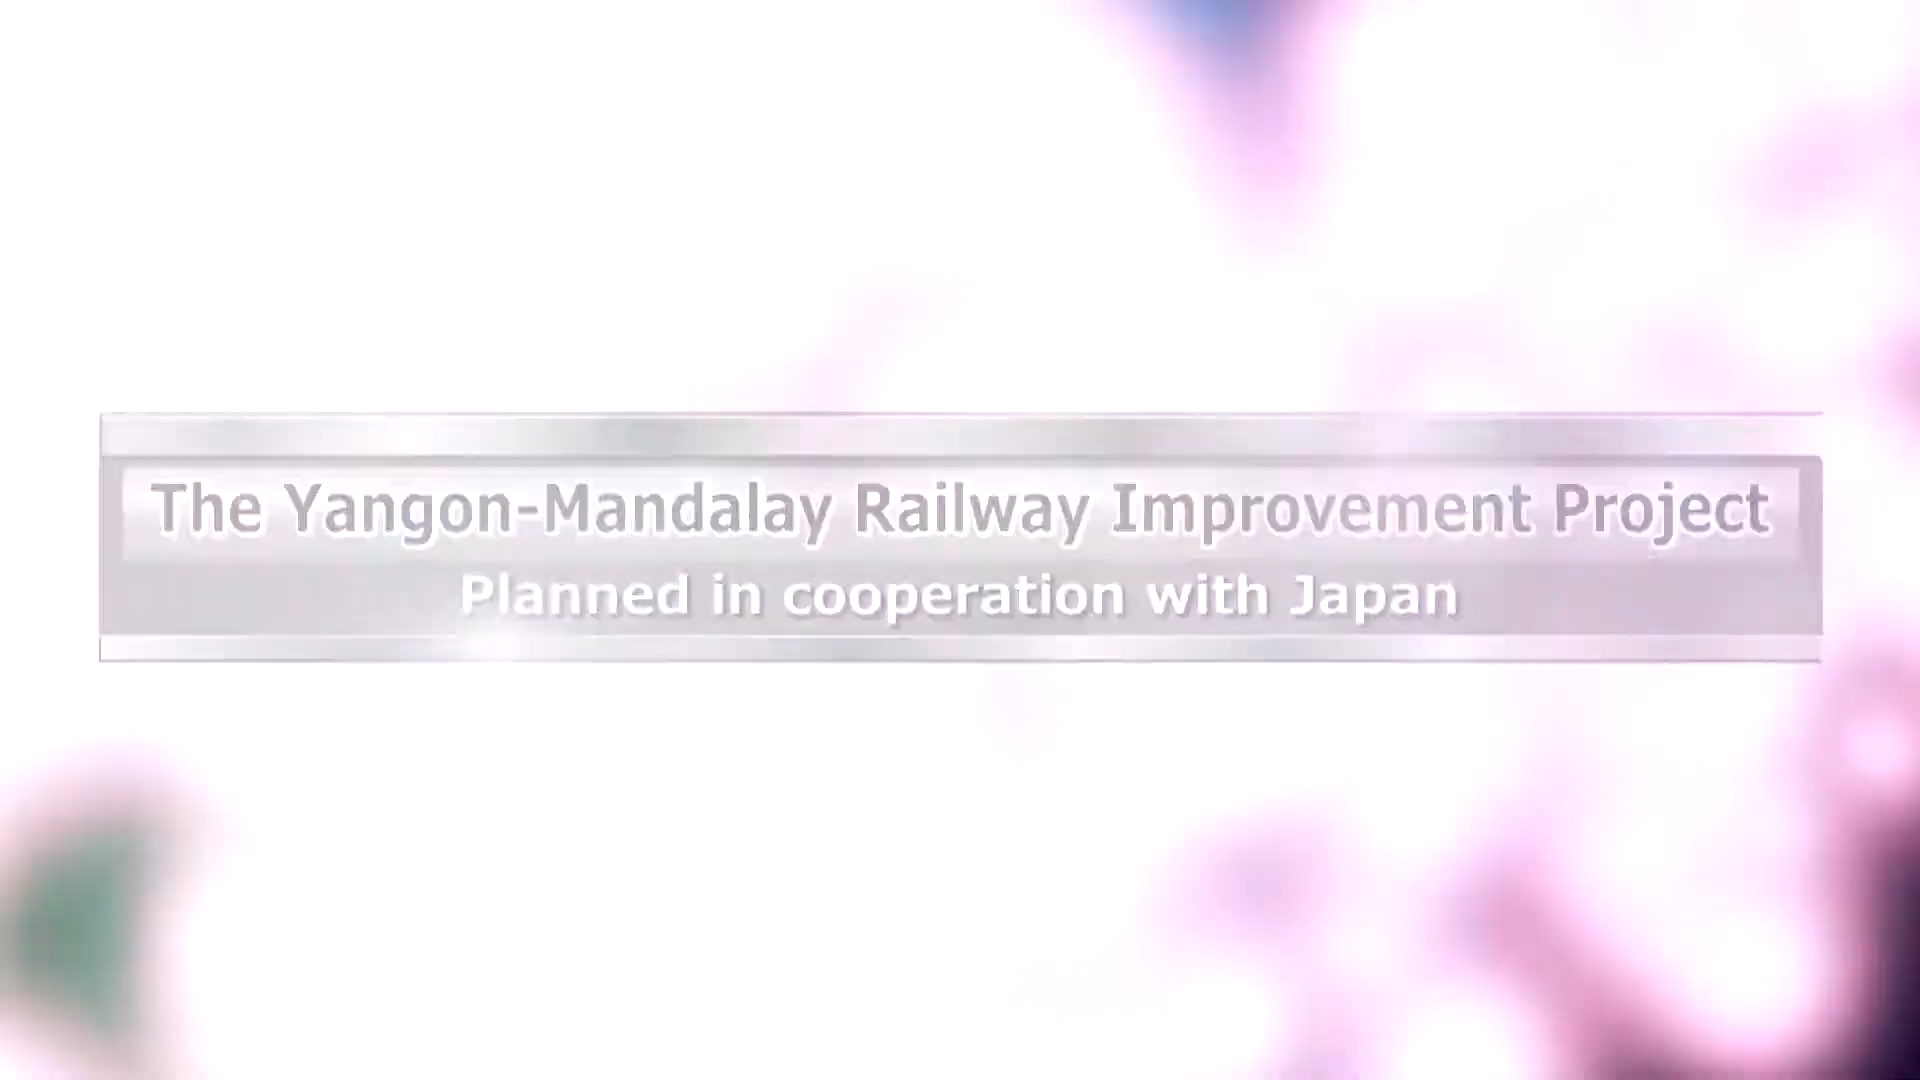 The Yangon-Mandalay Railway Improvement Project
Planned in cooperation with Japan